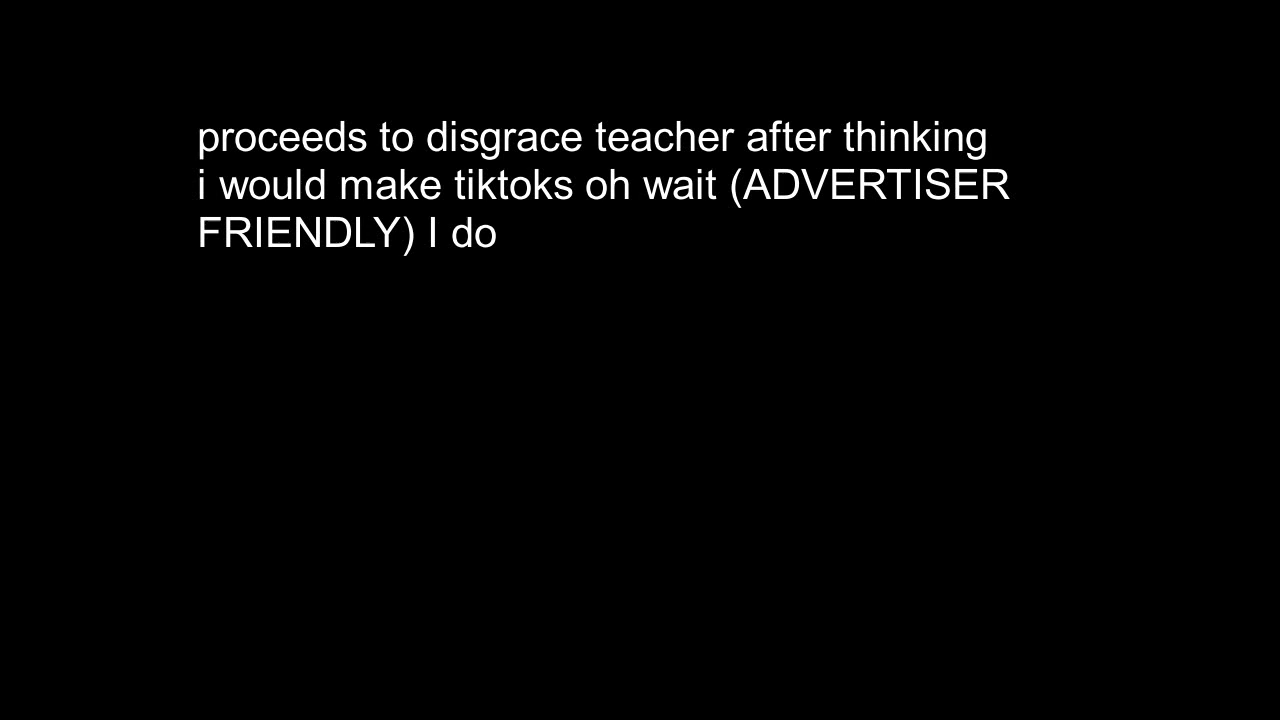 proceeds to disgrace teacher after thinking
i would make tiktoks oh wait (ADVERTISER
FRIENDLY) I do